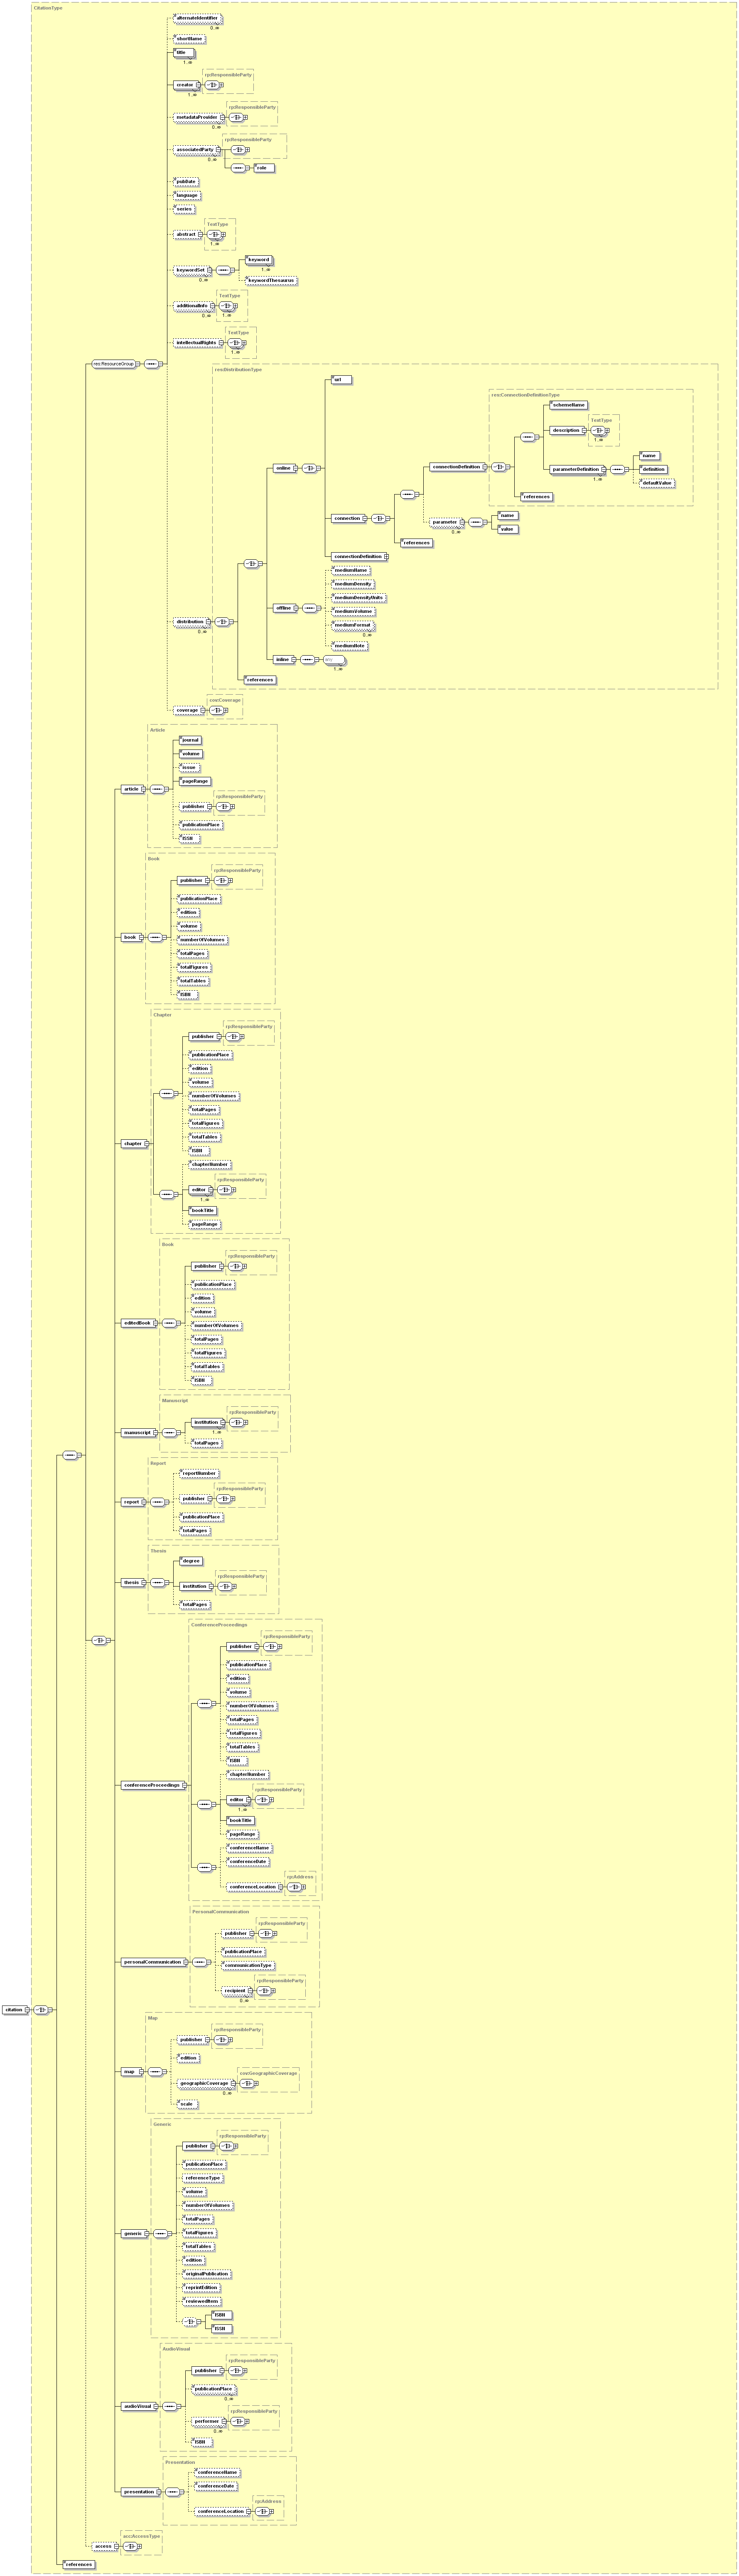 CitationType
alternateIdentifier
0..∞
shortName
title
1..∞
rp:ResponsibleParty
creator
1..∞
rp:ResponsibleParty
metadataProvider
0..∞
rp:ResponsibleParty
associatedParty
0..∞
role
pubDate
language
series
TextType
abstract
1..∞
keyword
1..∞
keywordSet
0..∞
keywordThesaurus
TextType
additionalInfo
0..∞
1..∞
TextType
intellectualRights
1..∞
res:ResourceGroup
res:DistributionType
url
res:ConnectionDefinitionType
schemeName
TextType
description
1..∞
name
online
connectionDefinition
parameterDefinition
1..∞
definition
defaultValue
references
name
connection
parameter
0..∞
value
references
connectionDefinition
mediumName
mediumDensity
mediumDensityUnits
offline
mediumVolume
distribution
0..∞
mediumFormat
0..∞
mediumNote
inline
any
1..∞
references
cov:Coverage
coverage
Article
journal
volume
issue
pageRange
article
rp:ResponsibleParty
publisher
publicationPlace
ISSN
Book
rp:ResponsibleParty
publisher
publicationPlace
edition
volume
book
numberOfVolumes
totalPages
totalFigures
totalTables
ISBN
Chapter
rp:ResponsibleParty
publisher
publicationPlace
edition
volume
numberOfVolumes
totalPages
totalFigures
totalTables
chapter
ISBN
chapterNumber
rp:ResponsibleParty
editor
1..∞
bookTitle
pageRange
Book
rp:ResponsibleParty
publisher
publicationPlace
edition
volume
editedBook
numberOfVolumes
totalPages
totalFigures
totalTables
ISBN
Manuscript
rp:ResponsibleParty
institution
1..∞
manuscript
totalPages
Report
reportNumber
rp:ResponsibleParty
publisher
report
publicationPlace
totalPages
Thesis
degree
rp:ResponsibleParty
thesis
institution
totalPages
ConferenceProceedings
rp:ResponsibleParty
publisher
publicationPlace
edition
volume
numberOfVolumes
totalPages
totalFigures
totalTables
ISBN
chapterNumber
conferenceProceedings
rp:ResponsibleParty
editor
1..∞
bookTitle
pageRange
conferenceName
conferenceDate
rp:Address
conferenceLocation
PersonalCommunication
rp:ResponsibleParty
publisher
publicationPlace
personalCommunication
communicationType
rp:ResponsibleParty
recipient
0..∞
citation
Map
rp:ResponsibleParty
publisher
edition
map
cov:GeographicCoverage
geographicCoverage
0..∞
scale
Generic
rp:ResponsibleParty
publisher
publicationPlace
referenceType
volume
numberOfVolumes
totalPages
generic
totalFigures
totalTables
edition
originalPublication
reprintEdition
reviewedItem
ISBN
ISSN
AudioVisual
rp:ResponsibleParty
publisher
publicationPlace
0..∞
audioVisual
rp:ResponsibleParty
performer
0..∞
ISBN
Presentation
conferenceName
conferenceDate
presentation
rp:Address
conferenceLocation
acc:AccessType
access
references